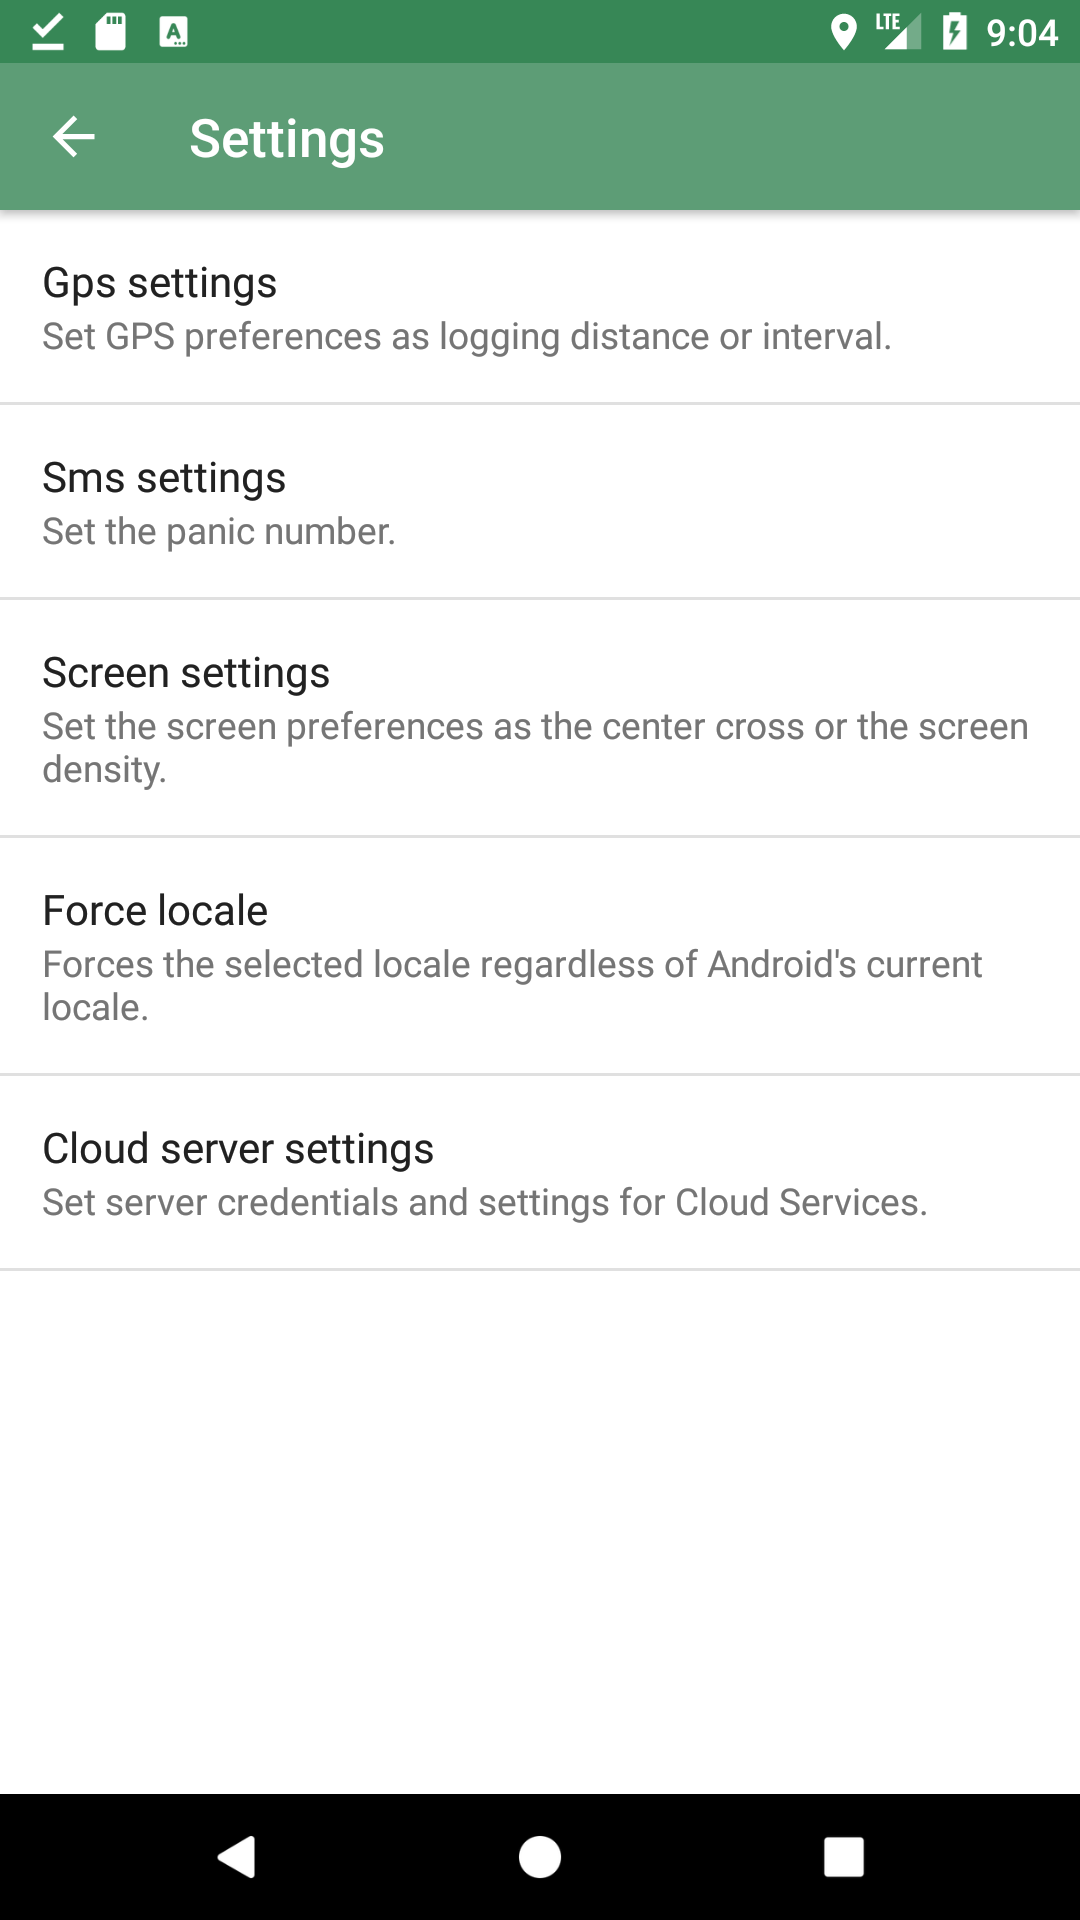 LTE 9:04
Settings
Gps settings
Set GPS preferences as logging distance or interval.
Sms settings
Set the panic number.
Screen settings
Set the screen preferences as the center cross or the screen
density.
Force locale
Forces the selected locale regardless of Android's current
locale.
Cloud server settings
Set server credentials and settings for Cloud Services.